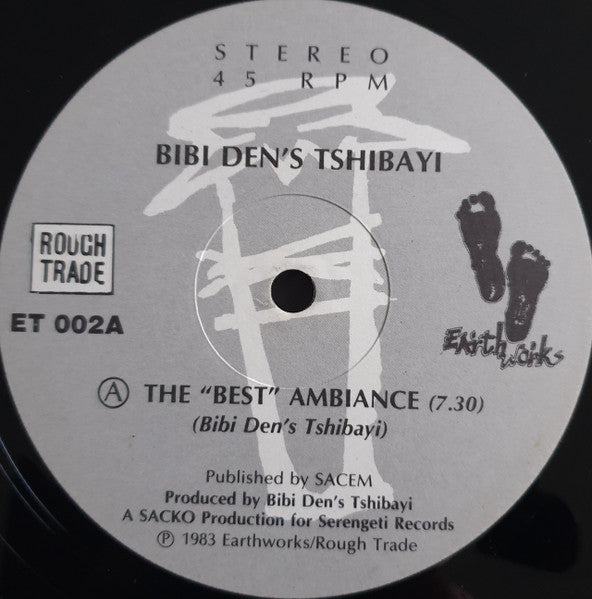 STEREO
45 RPM
BIBI DEN'S TSHIBAYI
ROUGH
TRADE
ET 002A
Earthworks
Ⓐ THE “BEST” AMBIANCE (7.30)
(Bibi Den's Tshibayi)
Published by SACEM
Produced by Bibi Den's Tshibayi
A SACKO Production for Serengeti Records
℗ 1983 Earthworks/Rough Trade